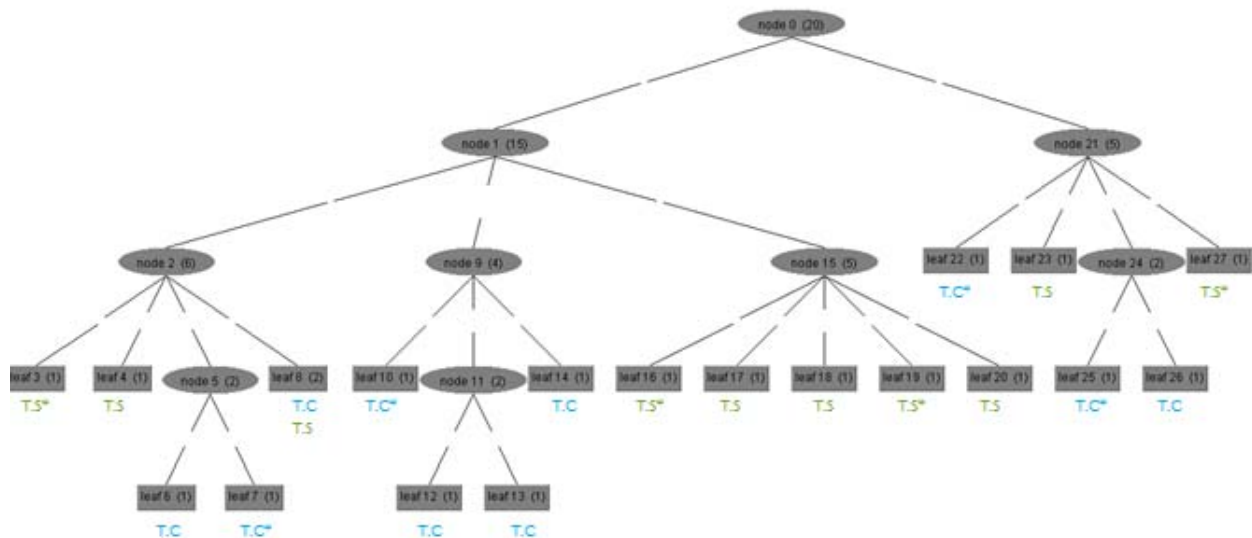 node 0 (20)
node 1 (15)
node 21 (5)
node 2 (6)
node 9 (4)
node 15 (5)
leaf 22 (1)
leaf 23 (1)
node 24 (2)
leaf 27 (1)
T.C*
T.S
T.S*
leaf 3 (1)
leaf 4 (1)
node 5 (2)
leaf 8 (2)
leaf 10 (1)
node 11 (2)
leaf 14 (1)
leaf 16 (1)
leaf 17 (1)
leaf 18 (1)
leaf 19 (1)
leaf 20 (1)
leaf 25 (1)
leaf 26 (1)
T.S*
T.S
T.C
T.S
T.C*
T.C
T.S*
T.S
T.S
T.S*
T.S
T.C*
T.C
leaf 6 (1)
leaf 7 (1)
leaf 12 (1)
leaf 13 (1)
T.C
T.C*
T.C
T.C